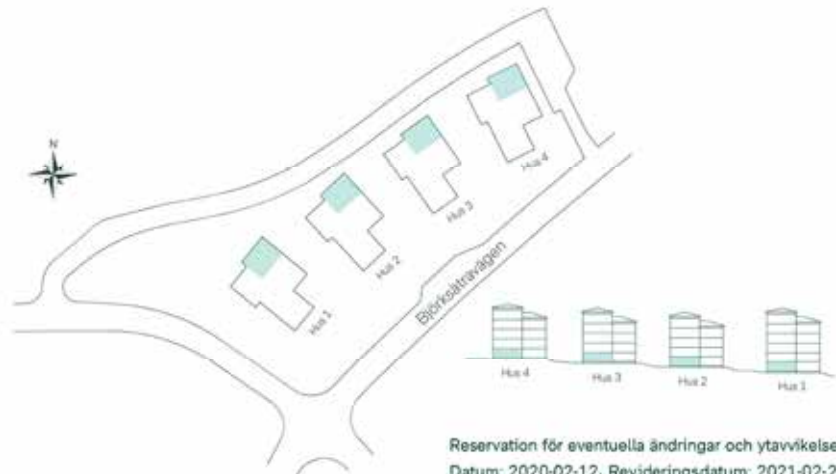 N
Hus 4
Hus 3
Hus 2
Hus 1
Björksätravägen
Hus 4
Hus 3
Hus 2
Hus 1
Reservation för eventuella ändringar och ytavvikelse
Datum: 2020-02-12, Revideringsdatum: 2021-02-2